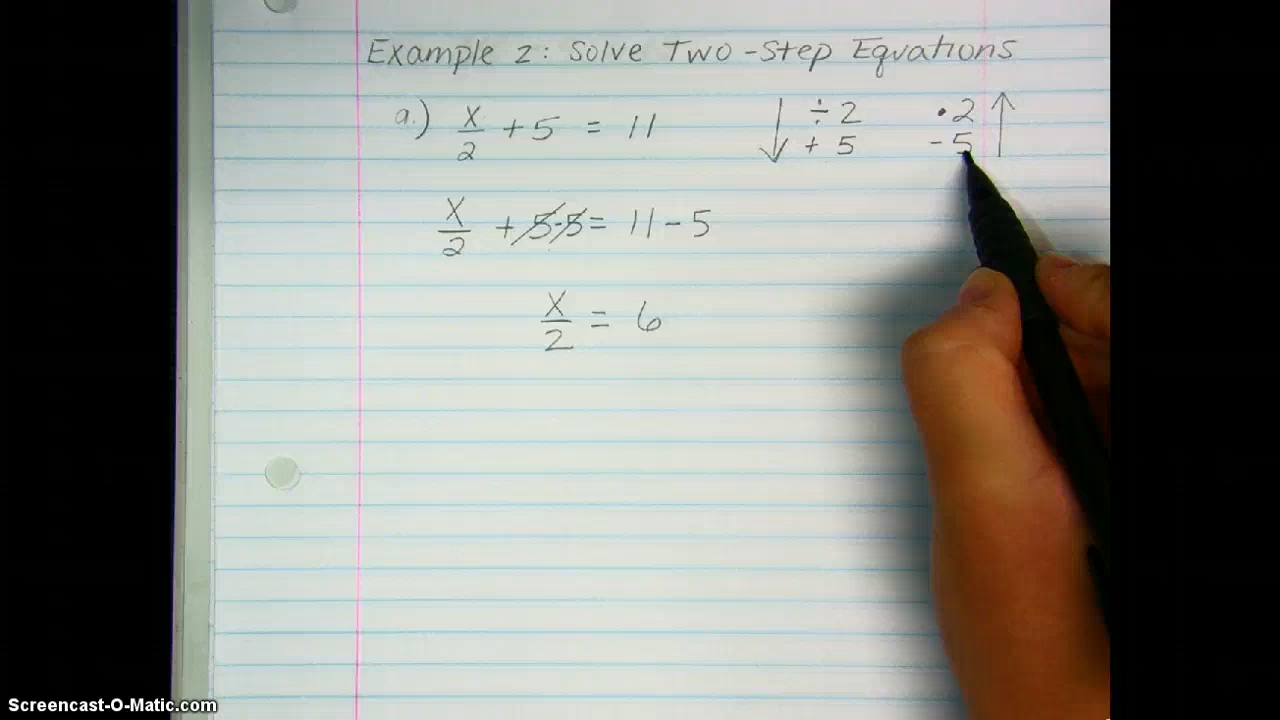 Example 2: Solve Two-Step Equations
a.) x/2 + 5 = 11 ÷ 2 • 2
+ 5 - 5
x/2 + 5 - 5 = 11 - 5
x/2 = 6
Screencast-O-Matic.com